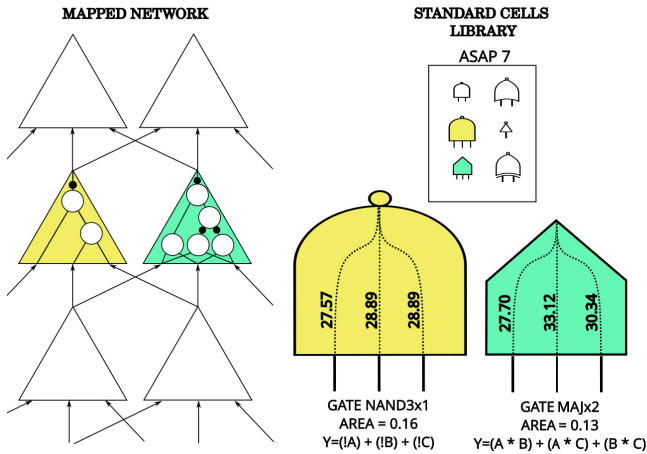 MAPPED NETWORK
STANDARD CELLS
LIBRARY
ASAP 7
27.57
28.89
28.89
27.70
33.12
30.34
GATE NAND3x1
AREA = 0.16
Y=(!A) + (!B) + (!C)
GATE MAJx2
AREA = 0.13
Y=(A * B) + (A * C) + (B * C)